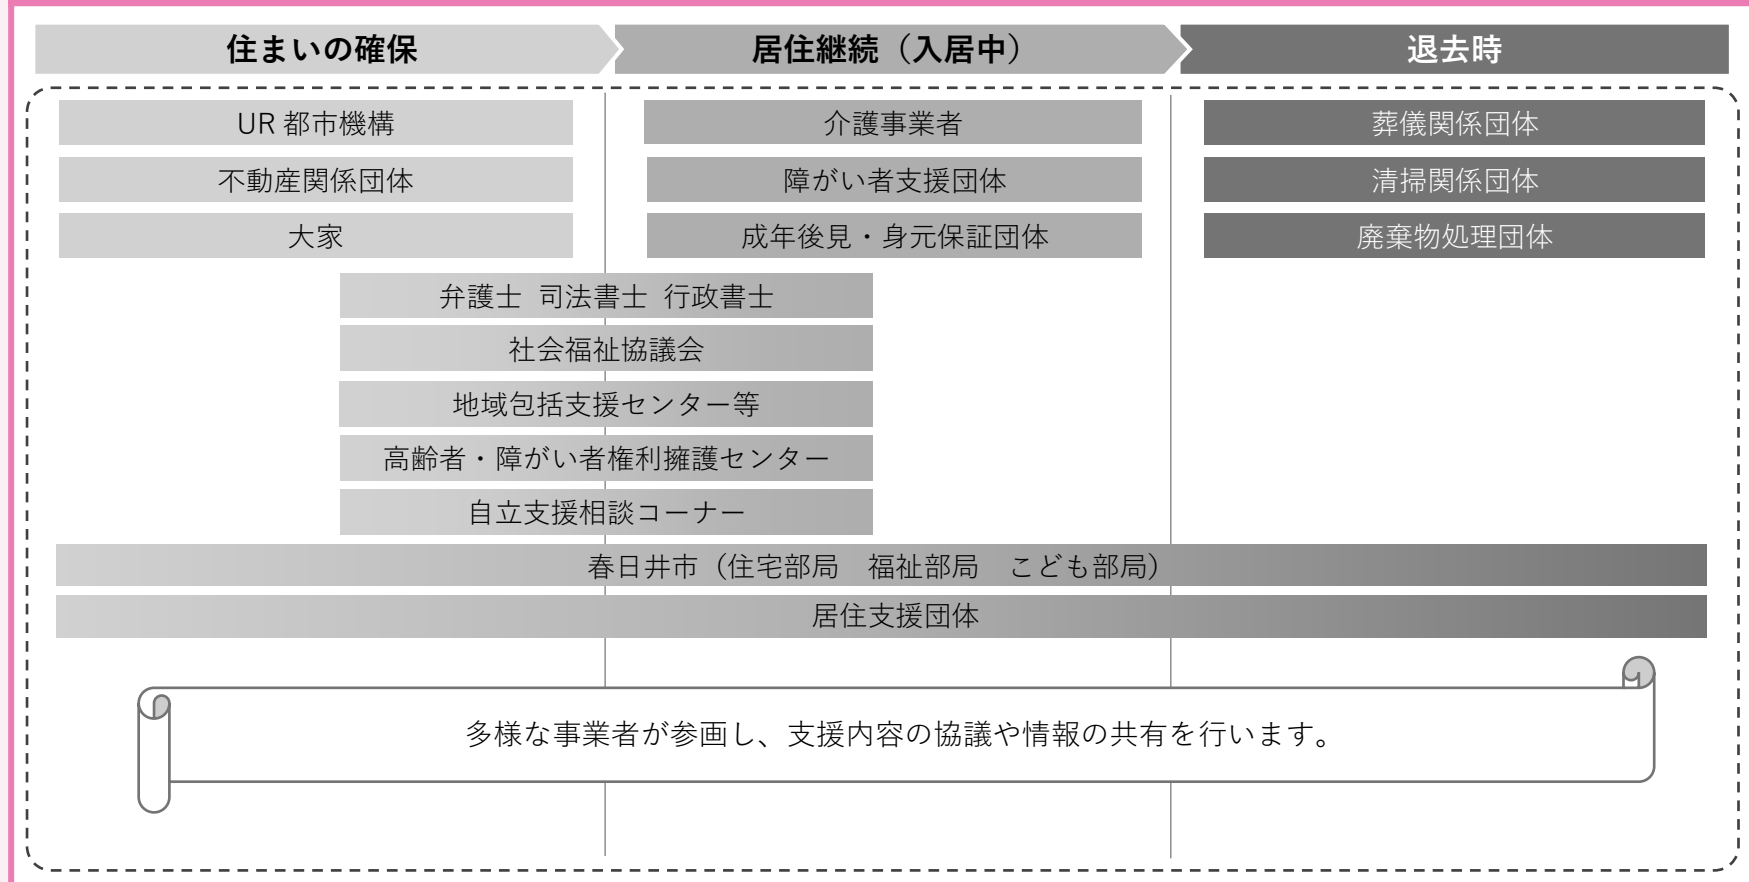 住まいの確保
居住継続（入居中）
退去時
UR 都市機構
介護事業者
葬儀関係団体
不動産関係団体
障がい者支援団体
清掃関係団体
大家
成年後見・身元保証団体
廃棄物処理団体
弁護士 司法書士 行政書士
社会福祉協議会
地域包括支援センター等
高齢者・障がい者権利擁護センター
自立支援相談コーナー
春日井市（住宅部局　福祉部局　こども部局）
居住支援団体
多様な事業者が参画し、支援内容の協議や情報の共有を行います。